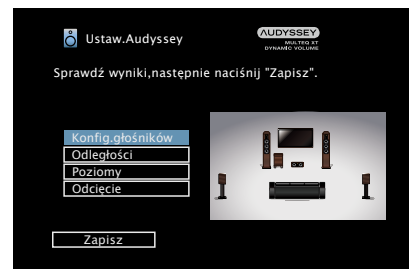 Ustaw.Audyssey
AUDYSSEY
MULTEQ XT
DYNAMIC VOLUME
Sprawdź wyniki,następnie naciśnij "Zapisz".
Konfig.głośników
Odległości
Poziomy
Odcięcie
Zapisz